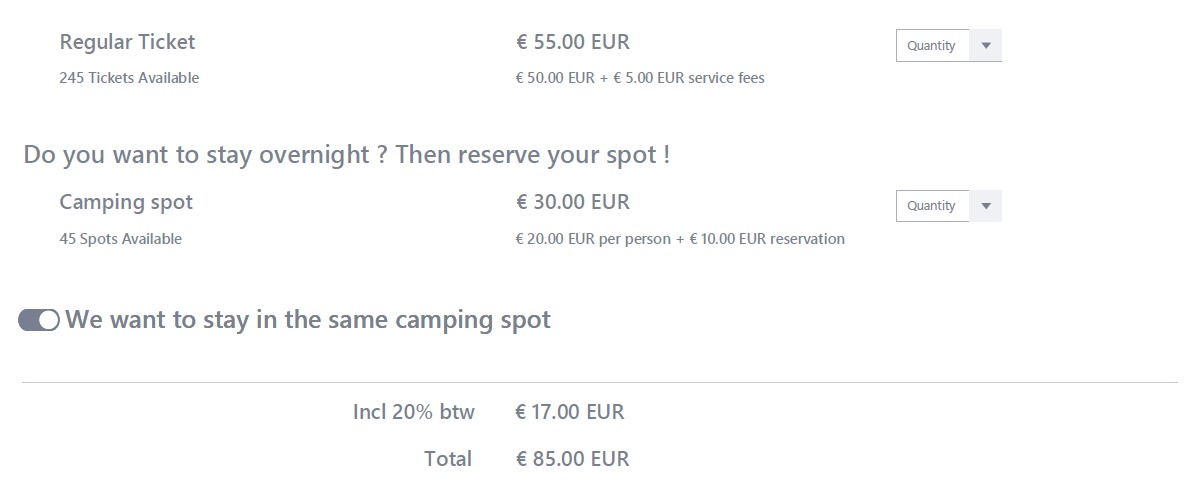 Regular Ticket € 55.00 EUR Quantity
245 Tickets Available € 50.00 EUR + € 5.00 EUR service fees
Do you want to stay overnight ? Then reserve your spot !
Camping spot € 30.00 EUR Quantity
45 Spots Available € 20.00 EUR per person + € 10.00 EUR reservation
We want to stay in the same camping spot
Incl 20% btw € 17.00 EUR
Total € 85.00 EUR